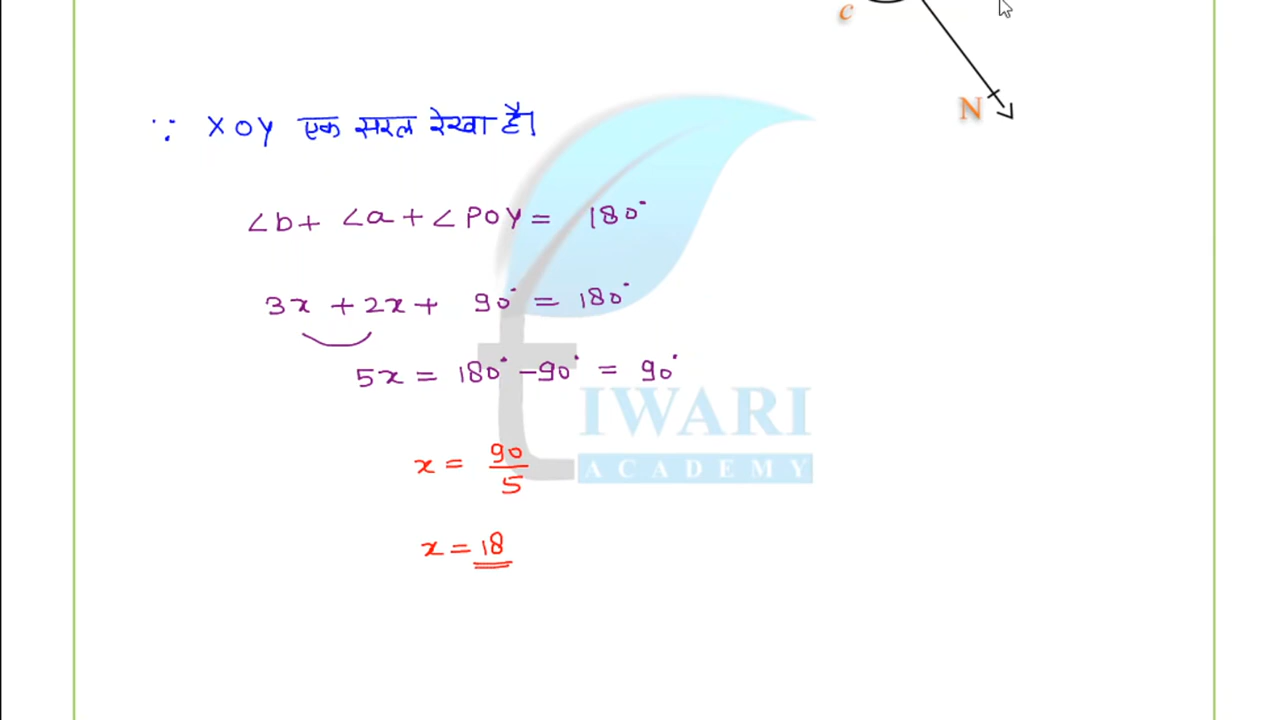 c
N
∵ XOY एक सरल रेखा है।
∠b + ∠a + ∠POY = 180°
3x + 2x + 90° = 180°
5x = 180° - 90° = 90°
x = 90/5
x = 18
tIWARI
ACADEMY